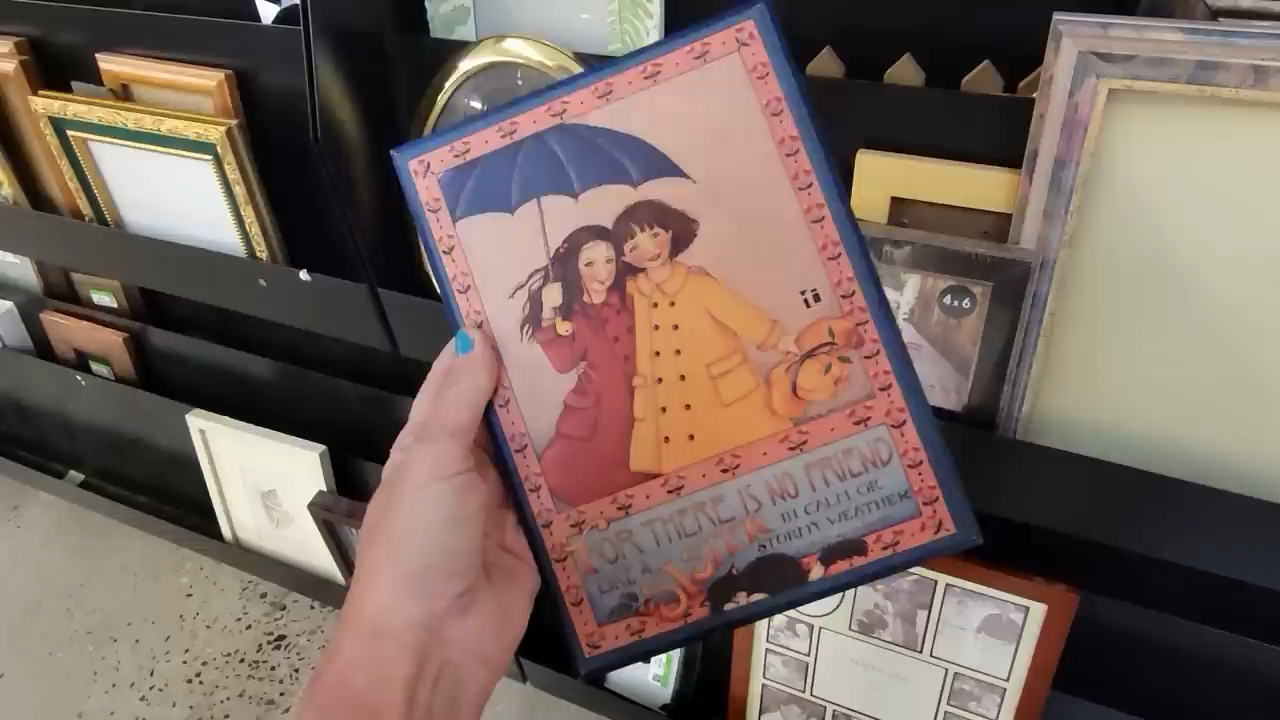 4x6
FOR THERE IS NO FRIEND
LIKE A SISTER IN CALM OR
STORMY WEATHER